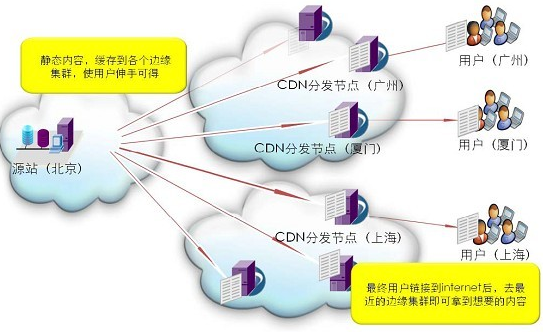 静态内容，缓存到各个边缘
集群，使用户伸手可得
用户（广州）
CDN分发节点（广州）
源站（北京）
CDN分发节点（厦门）
用户（厦门）
CDN分发节点（上海）
用户（上海）
最终用户链接到internet后，去最
近的边缘集群即可拿到想要的内容